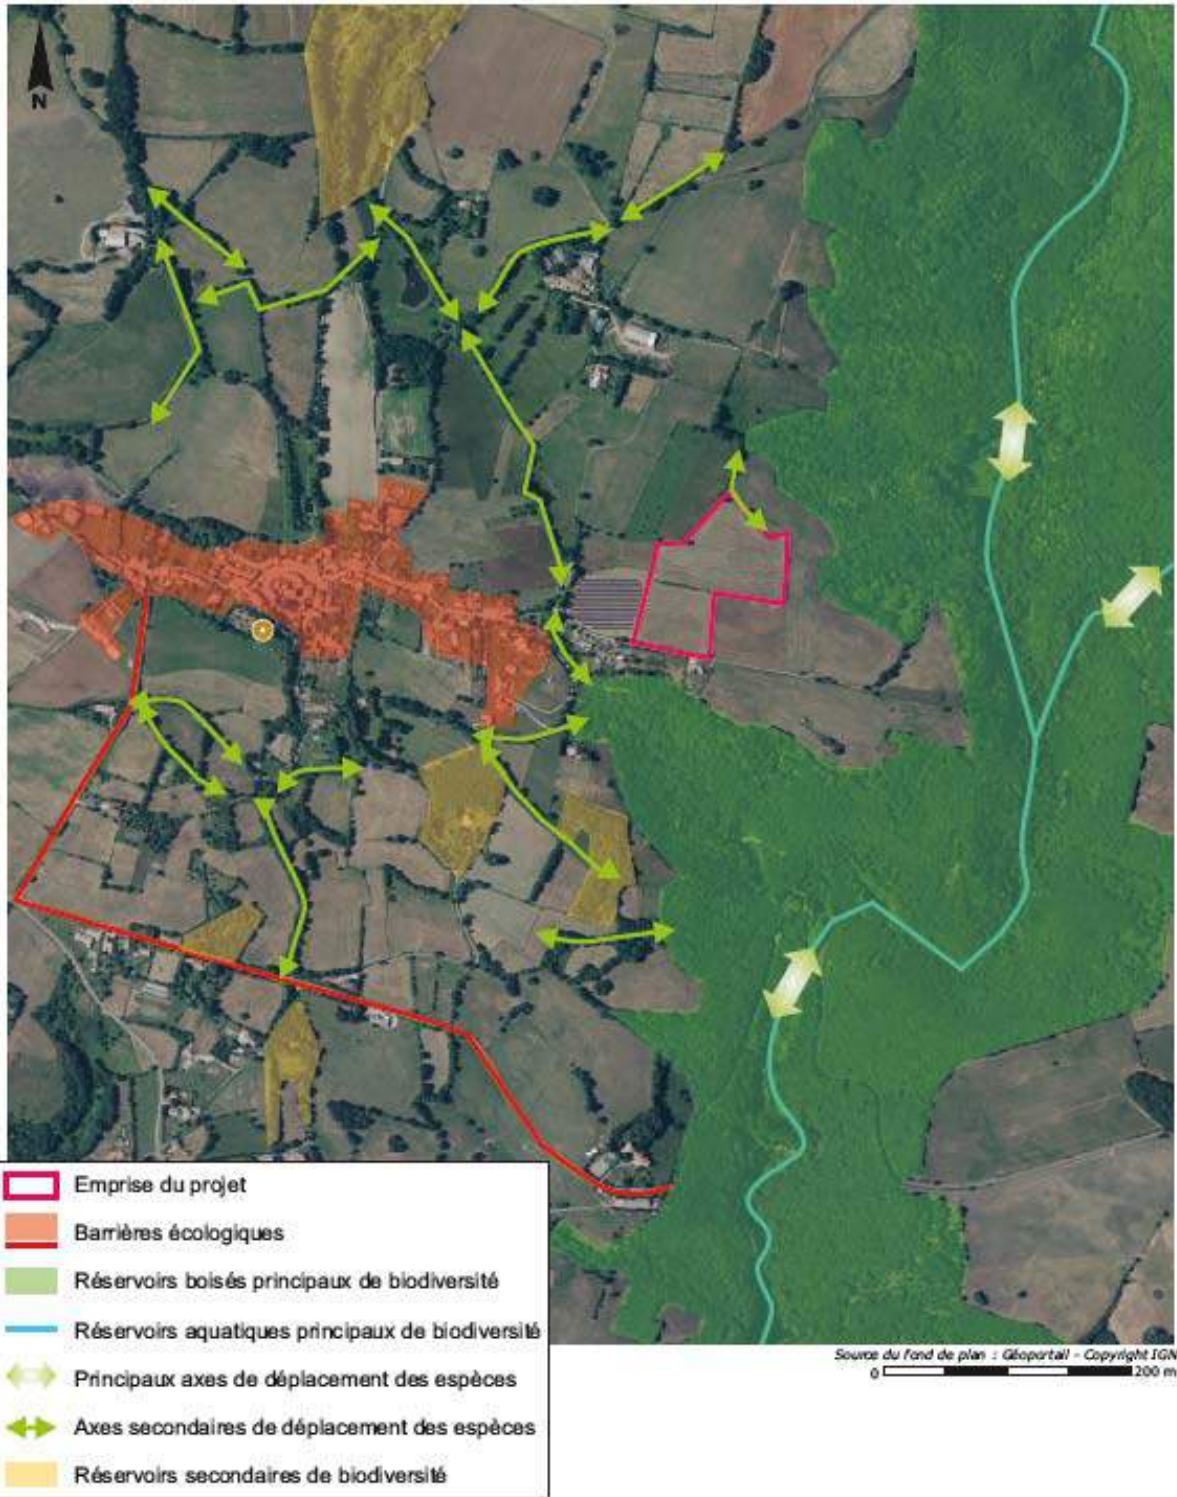 N
Emprise du projet
Barrières écologiques
Réservoirs boisés principaux de biodiversité
Réservoirs aquatiques principaux de biodiversité
Principaux axes de déplacement des espèces
Axes secondaires de déplacement des espèces
Réservoirs secondaires de biodiversité
Source du fond de plan : Géoportail - Copyright IGN
0 200 m